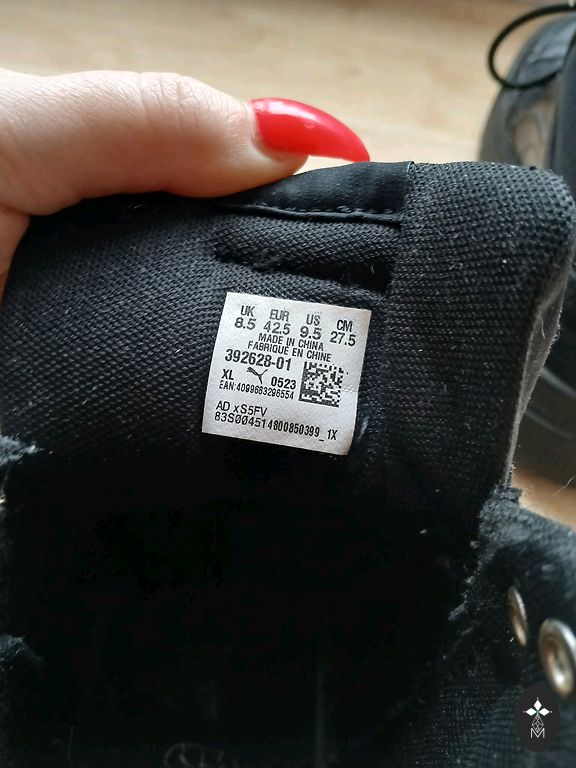 UK EUR US CM
8.5 42.5 9.5 27.5
MADE IN CHINA
FABRIQUE EN CHINE
392628-01
XL 0523
EAN:4099683296554
AD xS5FV
83S004514800850399_1X
M